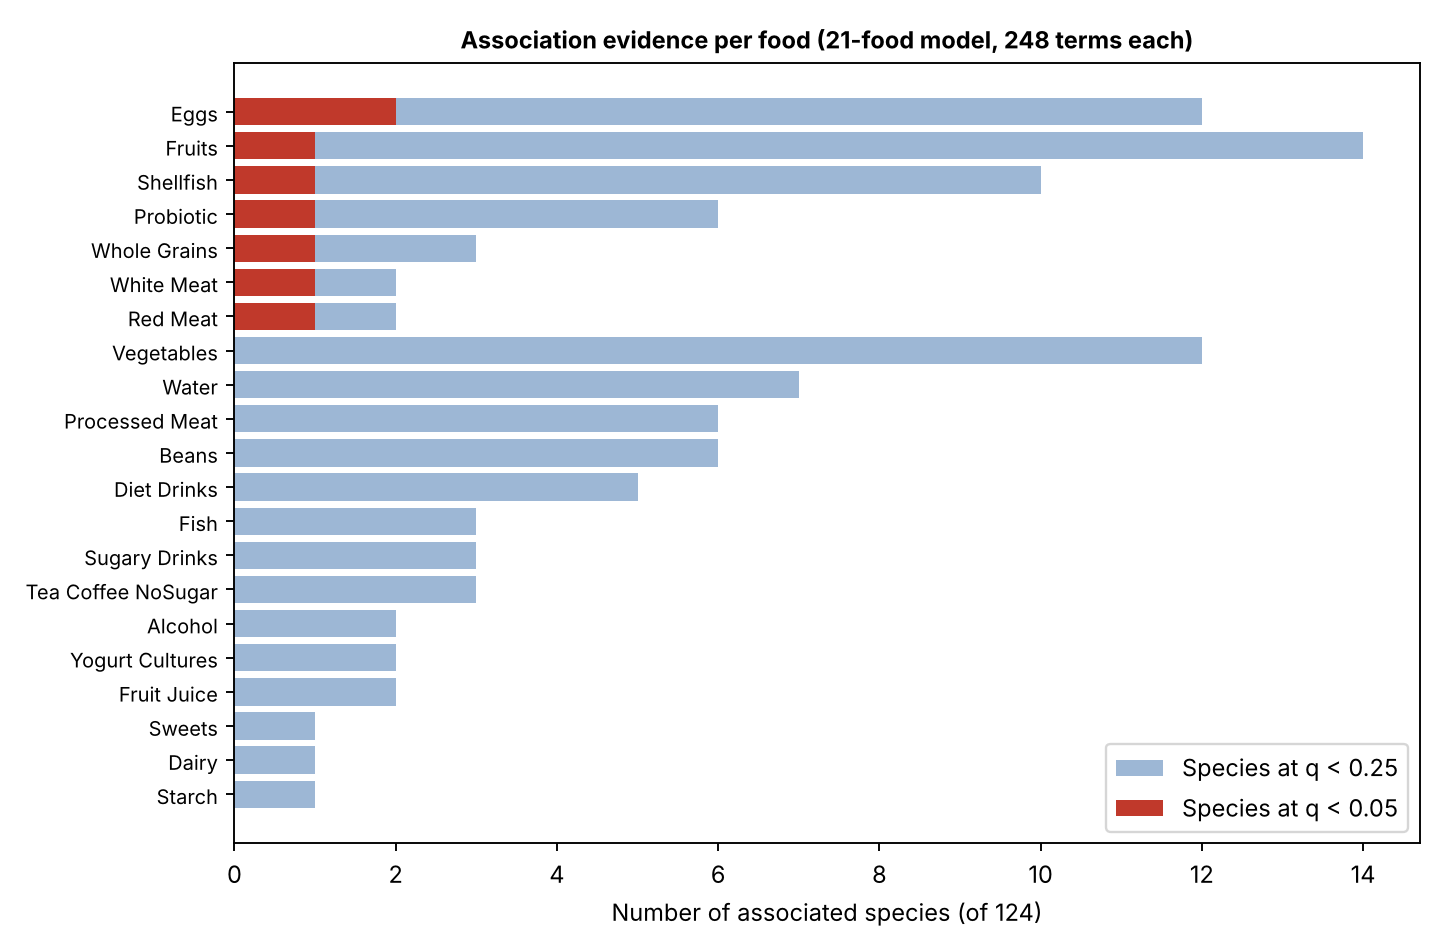 Association evidence per food (21-food model, 248 terms each)
Eggs
Fruits
Shellfish
Probiotic
Whole Grains
White Meat
Red Meat
Vegetables
Water
Processed Meat
Beans
Diet Drinks
Fish
Sugary Drinks
Tea Coffee NoSugar
Alcohol
Yogurt Cultures
Fruit Juice
Sweets
Dairy
Starch
Species at q < 0.25
Species at q < 0.05
0 2 4 6 8 10 12 14
Number of associated species (of 124)